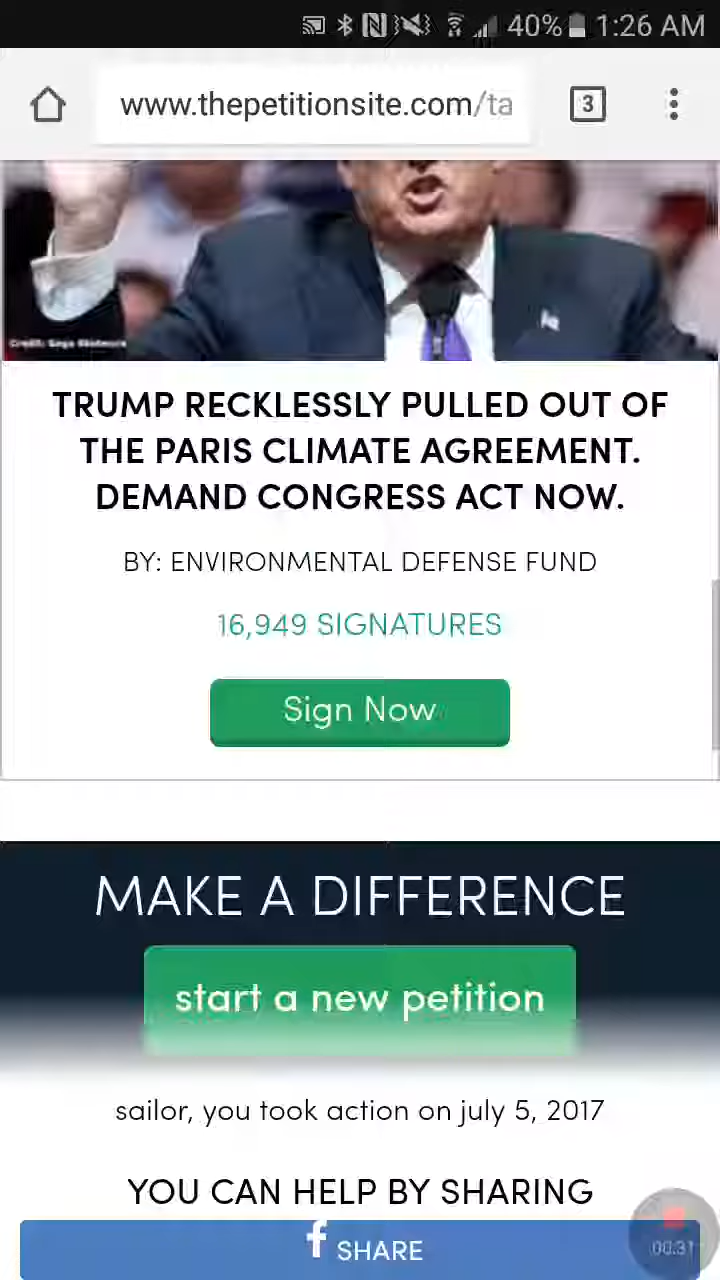 40% 1:26 AM
www.thepetitionsite.com/ta
3
TRUMP RECKLESSLY PULLED OUT OF
THE PARIS CLIMATE AGREEMENT.
DEMAND CONGRESS ACT NOW.
BY: ENVIRONMENTAL DEFENSE FUND
16,949 SIGNATURES
Sign Now
MAKE A DIFFERENCE
start a new petition
sailor, you took action on july 5, 2017
YOU CAN HELP BY SHARING
f SHARE
00:31